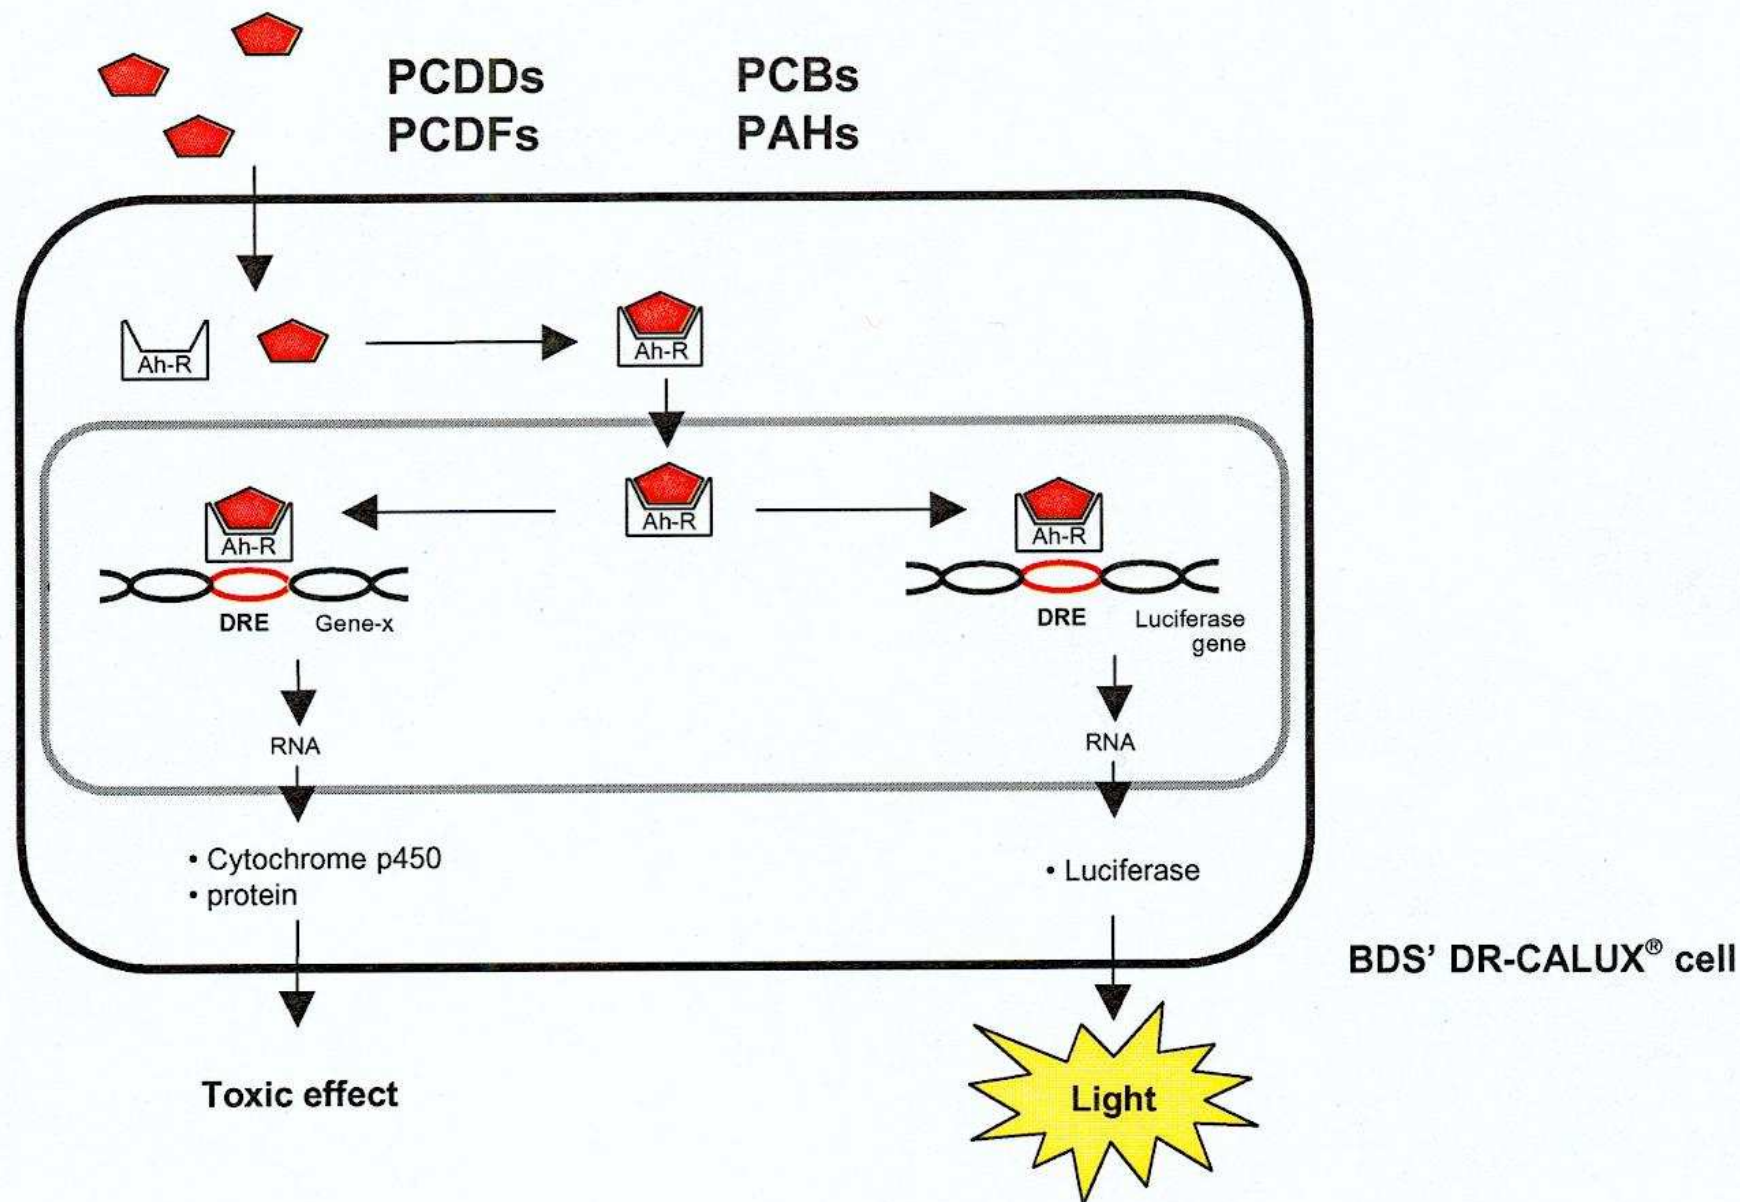 PCDDs PCBs
PCDFs PAHs
Ah-R
Ah-R
Ah-R
Ah-R
Ah-R
DRE Gene-x
DRE Luciferase
gene
RNA
RNA
• Cytochrome p450
• protein
• Luciferase
BDS’ DR-CALUX® cell
Toxic effect
Light